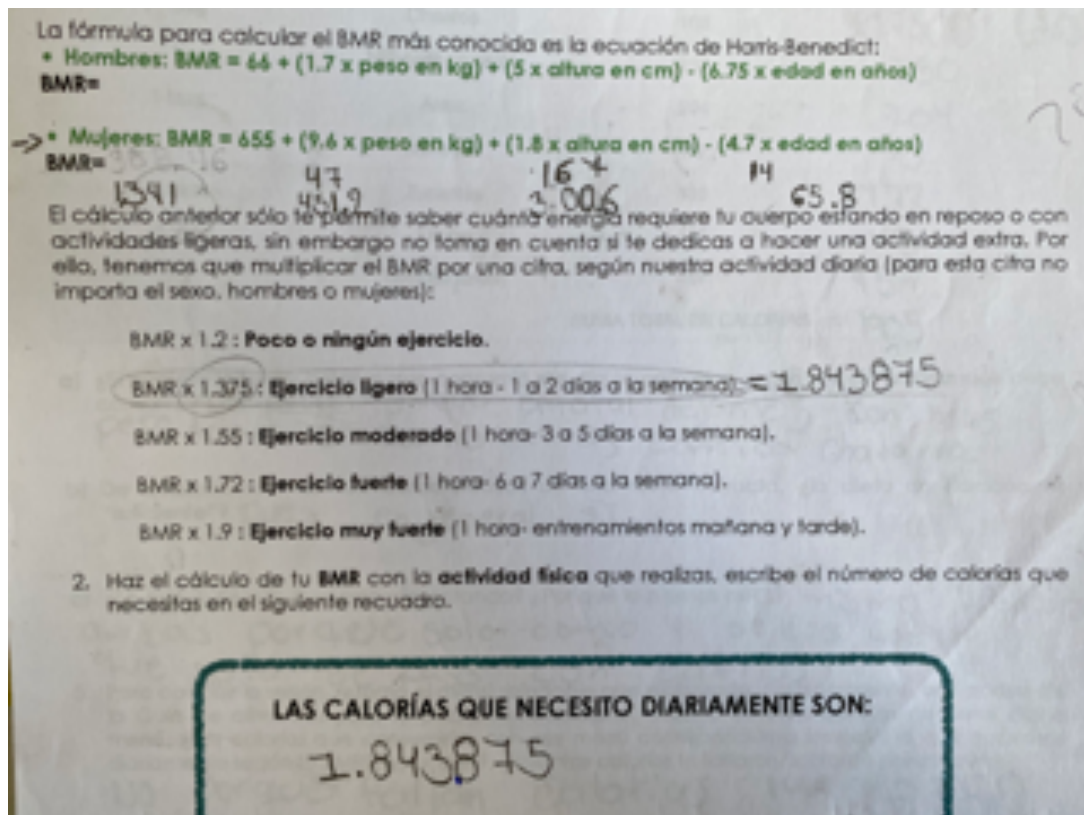 La fórmula para calcular el BMR más conocida es la ecuación de Harris-Benedict:
• Hombres: BMR = 66 + (1.7 x peso en kg) + (5 x altura en cm) - (6.75 x edad en años)
BMR=
→ • Mujeres: BMR = 655 + (9.6 x peso en kg) + (1.8 x altura en cm) - (4.7 x edad en años)
BMR=
47 167 14
1341 451.9 3.006 65.8
El cálculo anterior sólo te permite saber cuánta energía requiere tu cuerpo estando en reposo o con
actividades ligeras, sin embargo no toma en cuenta si te dedicas a hacer una actividad extra. Por
ello, tenemos que multiplicar el BMR por una cifra, según nuestra actividad diaria (para esta cifra no
importa el sexo, hombres o mujeres):
BMR x 1.2 : Poco o ningún ejercicio.
BMR x 1.375 : Ejercicio ligero (1 hora - 1 a 2 días a la semana). = 1.843875
BMR x 1.55 : Ejercicio moderado (1 hora- 3 a 5 días a la semana).
BMR x 1.72 : Ejercicio fuerte (1 hora- 6 a 7 días a la semana).
BMR x 1.9 : Ejercicio muy fuerte (1 hora- entrenamientos mañana y tarde).
2. Haz el cálculo de tu BMR con la actividad física que realizas, escribe el número de calorías que
necesitas en el siguiente recuadro.
LAS CALORÍAS QUE NECESITO DIARIAMENTE SON:
1.843875